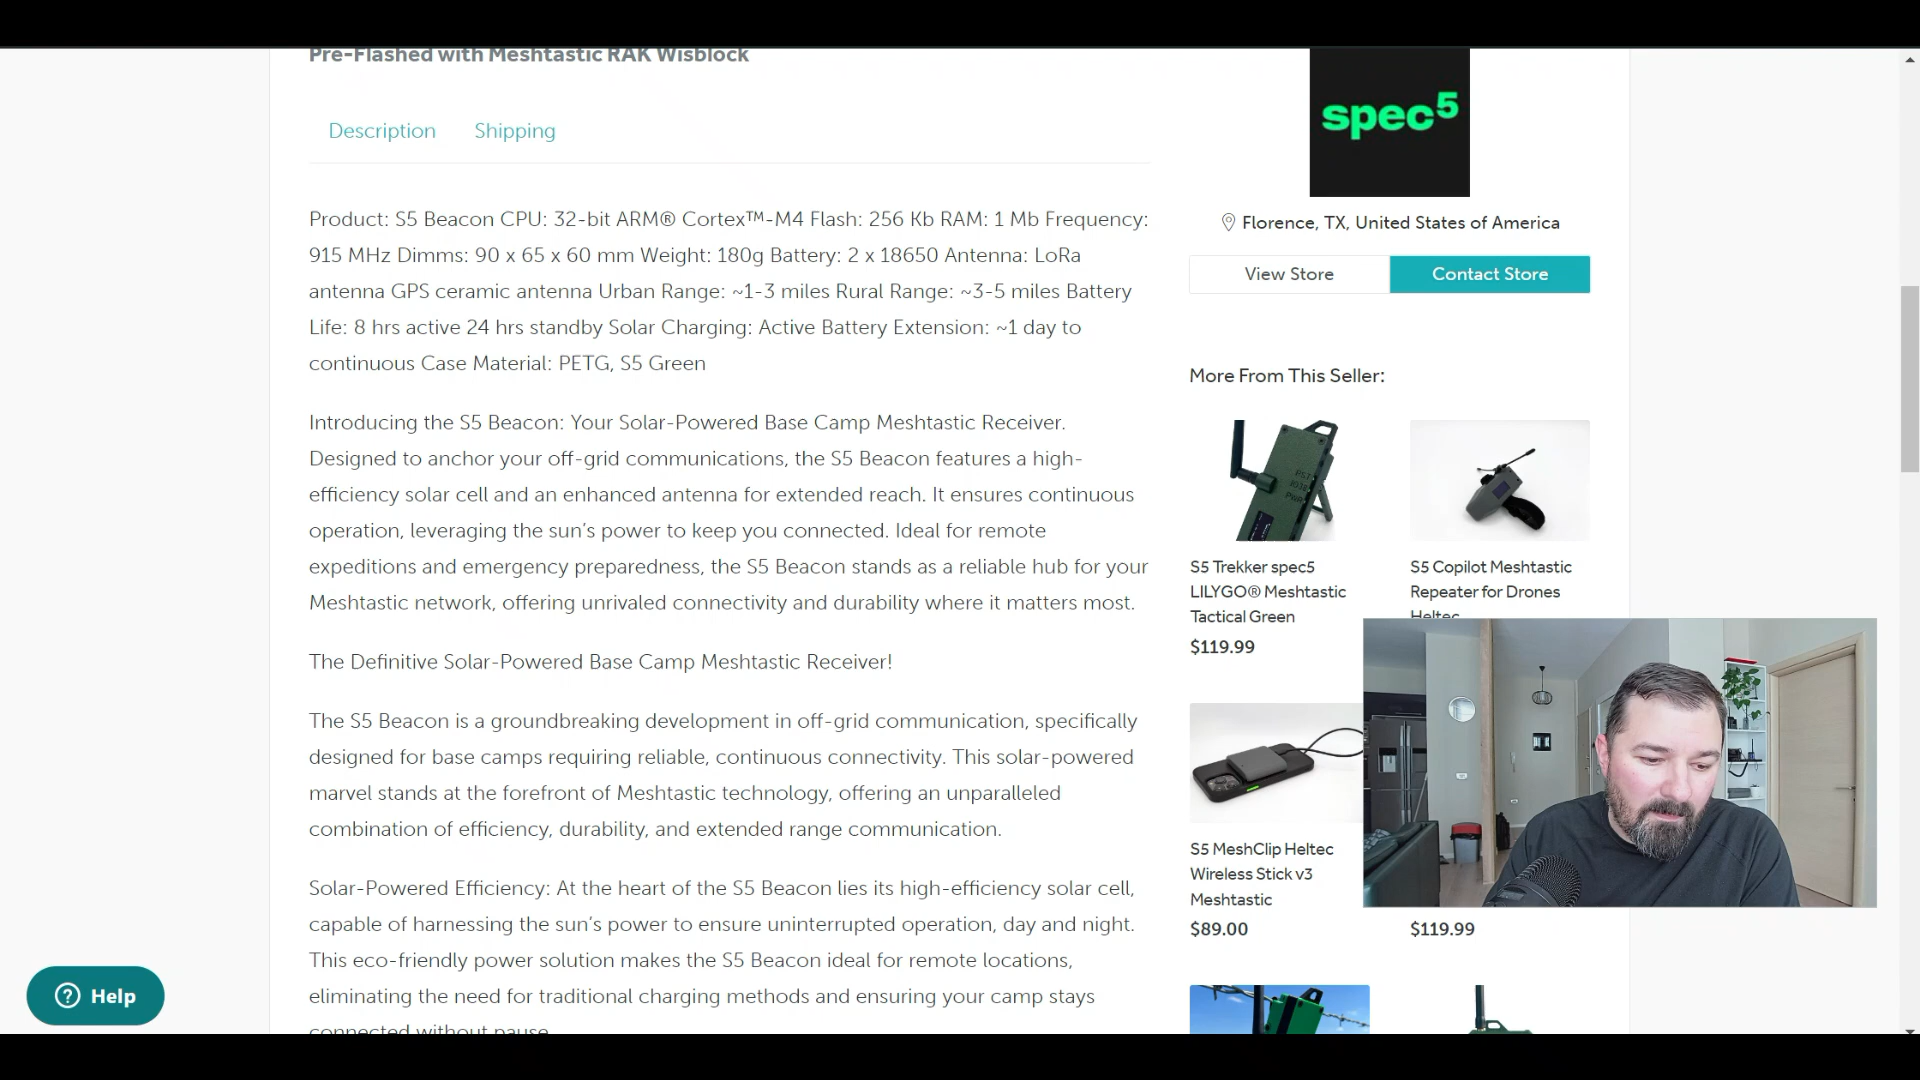 Pre-Flashed with Meshtastic RAK Wisblock
Description
Shipping
Product: S5 Beacon CPU: 32-bit ARM® Cortex™-M4 Flash: 256 Kb RAM: 1 Mb Frequency:
915 MHz Dimms: 90 x 65 x 60 mm Weight: 180g Battery: 2 x 18650 Antenna: LoRa
antenna GPS ceramic antenna Urban Range: ~1-3 miles Rural Range: ~3-5 miles Battery
Life: 8 hrs active 24 hrs standby Solar Charging: Active Battery Extension: ~1 day to
continuous Case Material: PETG, S5 Green
Introducing the S5 Beacon: Your Solar-Powered Base Camp Meshtastic Receiver.
Designed to anchor your off-grid communications, the S5 Beacon features a high-
efficiency solar cell and an enhanced antenna for extended reach. It ensures continuous
operation, leveraging the sun’s power to keep you connected. Ideal for remote
expeditions and emergency preparedness, the S5 Beacon stands as a reliable hub for your
Meshtastic network, offering unrivaled connectivity and durability where it matters most.
The Definitive Solar-Powered Base Camp Meshtastic Receiver!
The S5 Beacon is a groundbreaking development in off-grid communication, specifically
designed for base camps requiring reliable, continuous connectivity. This solar-powered
marvel stands at the forefront of Meshtastic technology, offering an unparalleled
combination of efficiency, durability, and extended range communication.
Solar-Powered Efficiency: At the heart of the S5 Beacon lies its high-efficiency solar cell,
capable of harnessing the sun’s power to ensure uninterrupted operation, day and night.
This eco-friendly power solution makes the S5 Beacon ideal for remote locations,
eliminating the need for traditional charging methods and ensuring your camp stays
connected without pause
Help
spec5
Florence, TX, United States of America
View Store
Contact Store
More From This Seller:
S5 Trekker spec5
LILYGO® Meshtastic
Tactical Green
$119.99
S5 Copilot Meshtastic
Repeater for Drones
Heltec
S5 MeshClip Heltec
Wireless Stick v3
Meshtastic
$89.00
$119.99